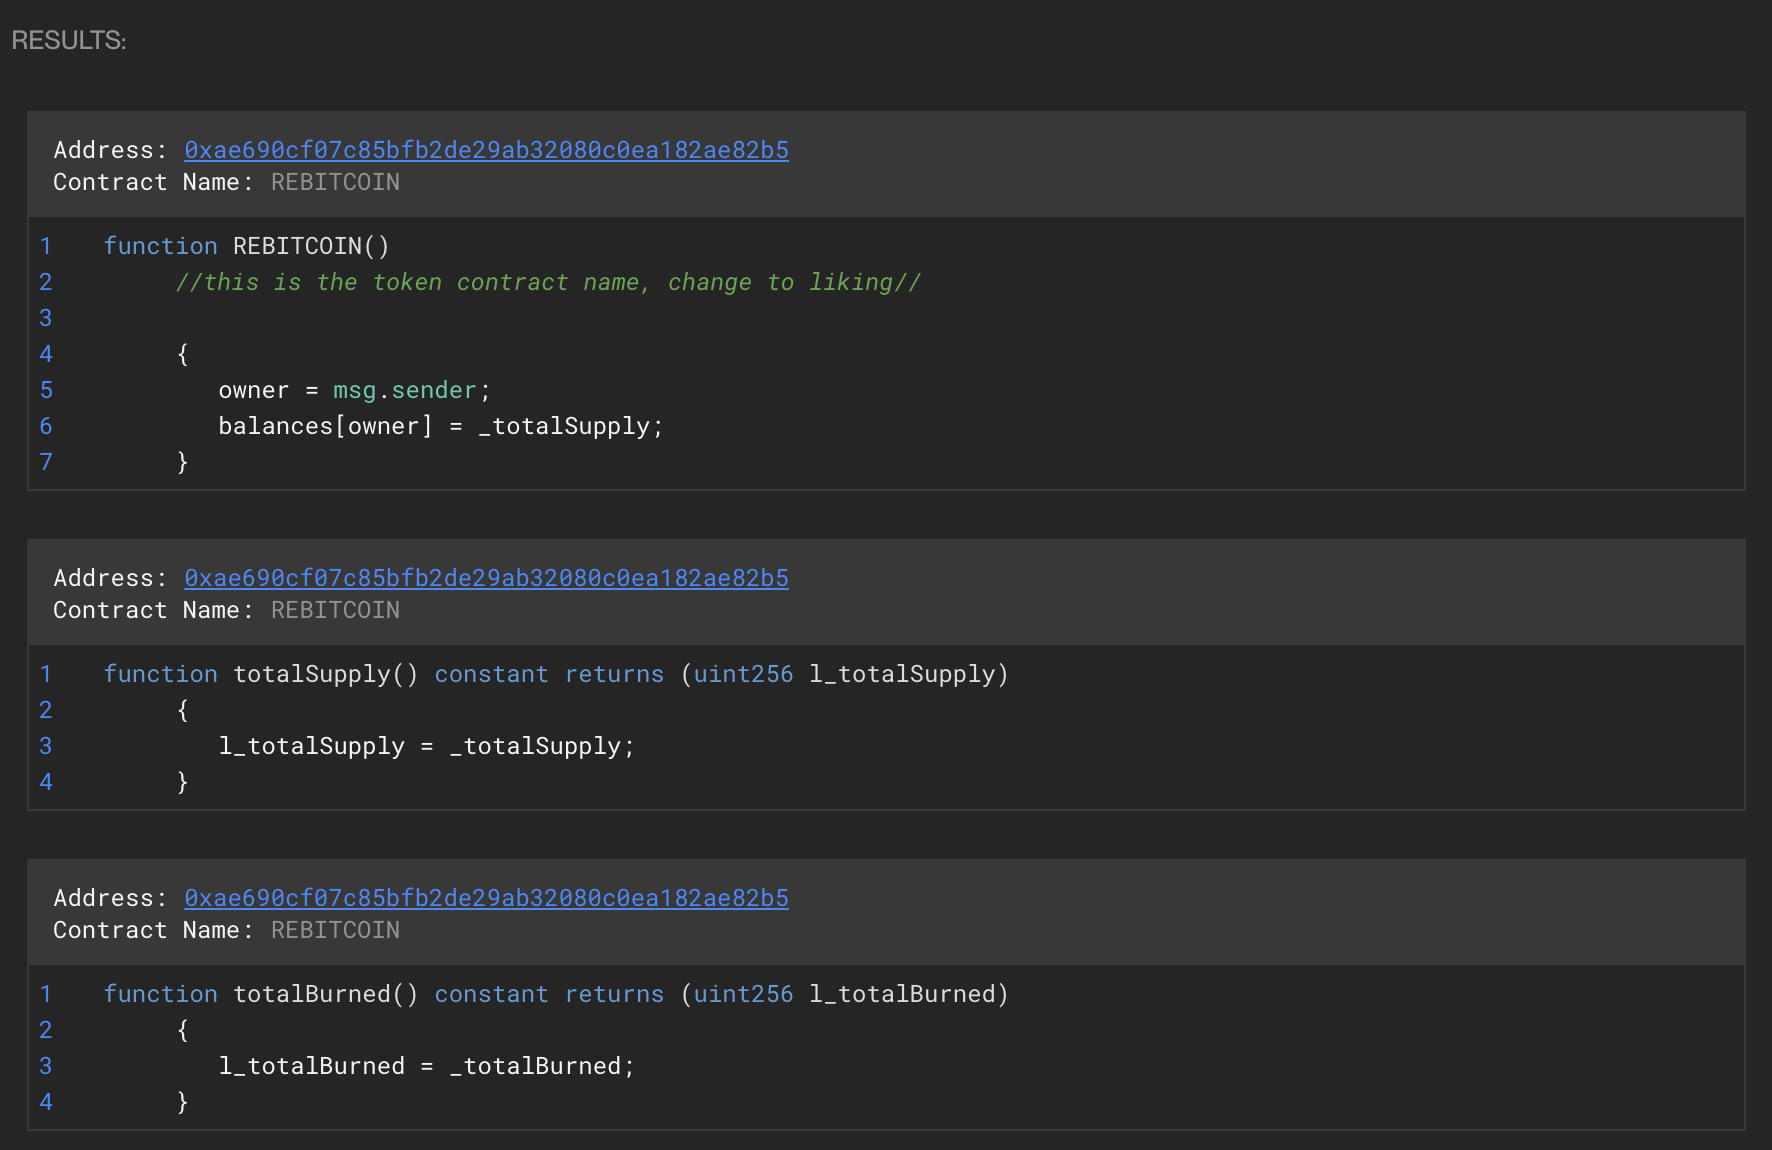 RESULTS:
Address: 0xae690cf07c85bfb2de29ab32080c0ea182ae82b5
Contract Name: REBITCOIN
1 function REBITCOIN()
2 //this is the token contract name, change to liking//
3
4 {
5 owner = msg.sender;
6 balances[owner] = _totalSupply;
7 }
Address: 0xae690cf07c85bfb2de29ab32080c0ea182ae82b5
Contract Name: REBITCOIN
1 function totalSupply() constant returns (uint256 l_totalSupply)
2 {
3 l_totalSupply = _totalSupply;
4 }
Address: 0xae690cf07c85bfb2de29ab32080c0ea182ae82b5
Contract Name: REBITCOIN
1 function totalBurned() constant returns (uint256 l_totalBurned)
2 {
3 l_totalBurned = _totalBurned;
4 }